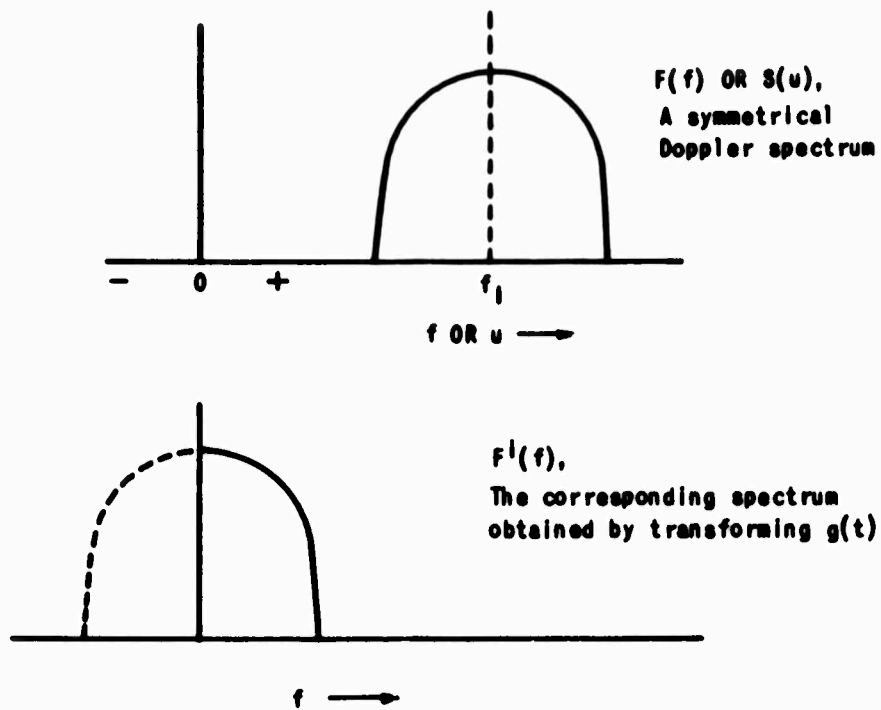 F(f) OR S(u),
A symmetrical
Doppler spectrum
- 0 + f₁
f OR u →
F¹(f),
The corresponding spectrum
obtained by transforming g(t)
f →